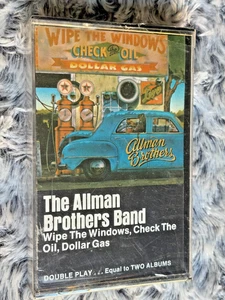 WIPE THE WINDOWS
CHECK THE OIL
DOLLAR GAS
Allman
Brothers
The Allman
Brothers Band
Wipe The Windows, Check The
Oil, Dollar Gas
DOUBLE PLAY . . . Equal to TWO ALBUMS